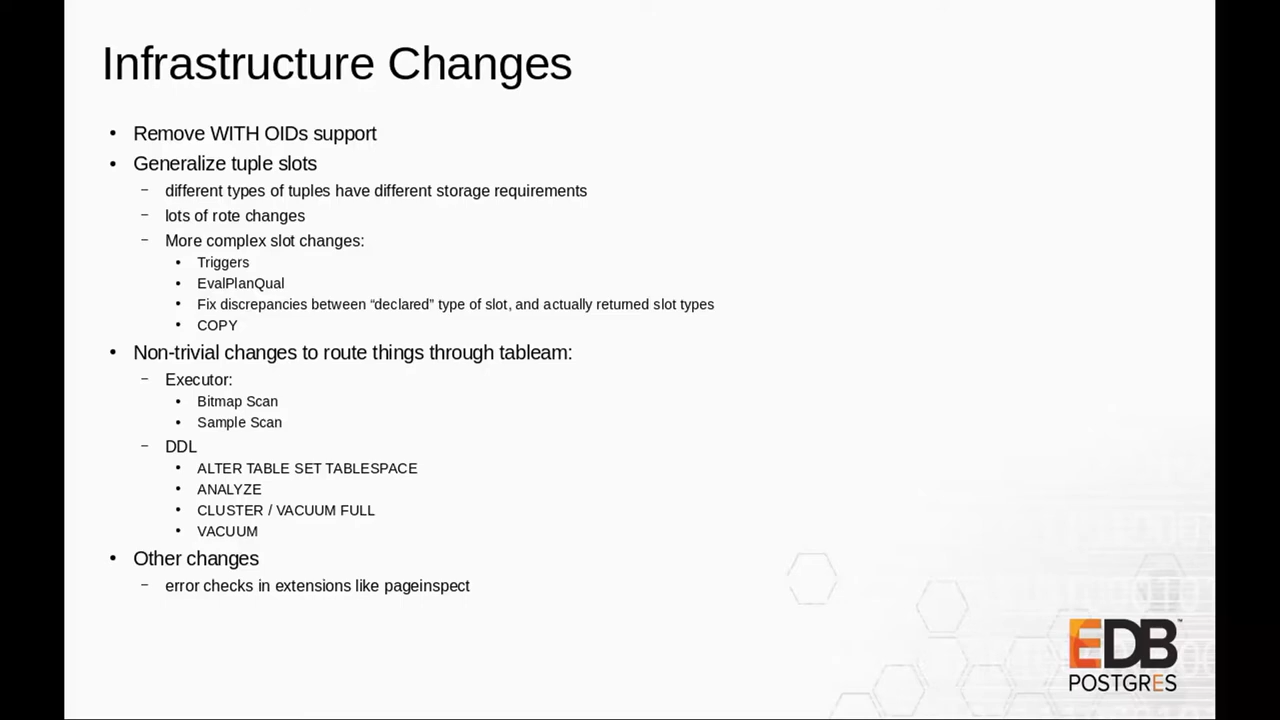 Infrastructure Changes
• Remove WITH OIDs support
• Generalize tuple slots
– different types of tuples have different storage requirements
– lots of rote changes
– More complex slot changes:
• Triggers
• EvalPlanQual
• Fix discrepancies between “declared” type of slot, and actually returned slot types
• COPY
• Non-trivial changes to route things through tableam:
– Executor:
• Bitmap Scan
• Sample Scan
– DDL
• ALTER TABLE SET TABLESPACE
• ANALYZE
• CLUSTER / VACUUM FULL
• VACUUM
• Other changes
– error checks in extensions like pageinspect
EDB™
POSTGRES